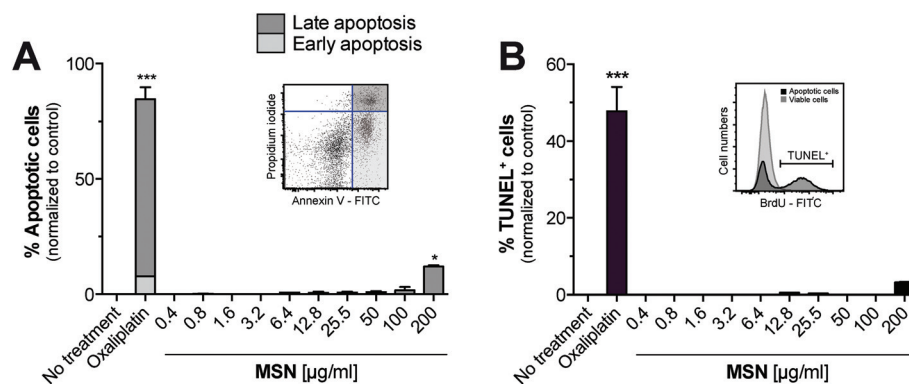 Late apoptosis
Early apoptosis
A
% Apoptotic cells
(normalized to control)
100
50
0
***
*
Propidium iodide
Annexin V - FITC
No treatment
Oxaliplatin
0.4
0.8
1.6
3.2
6.4
12.8
25.5
50
100
200
MSN [µg/ml]
B
% TUNEL⁺ cells
(normalized to control)
60
40
20
0
***
Apoptotic cells
Viable cells
Cell numbers
TUNEL⁺
BrdU - FITC
No treatment
Oxaliplatin
0.4
0.8
1.6
3.2
6.4
12.8
25.5
50
100
200
MSN [µg/ml]